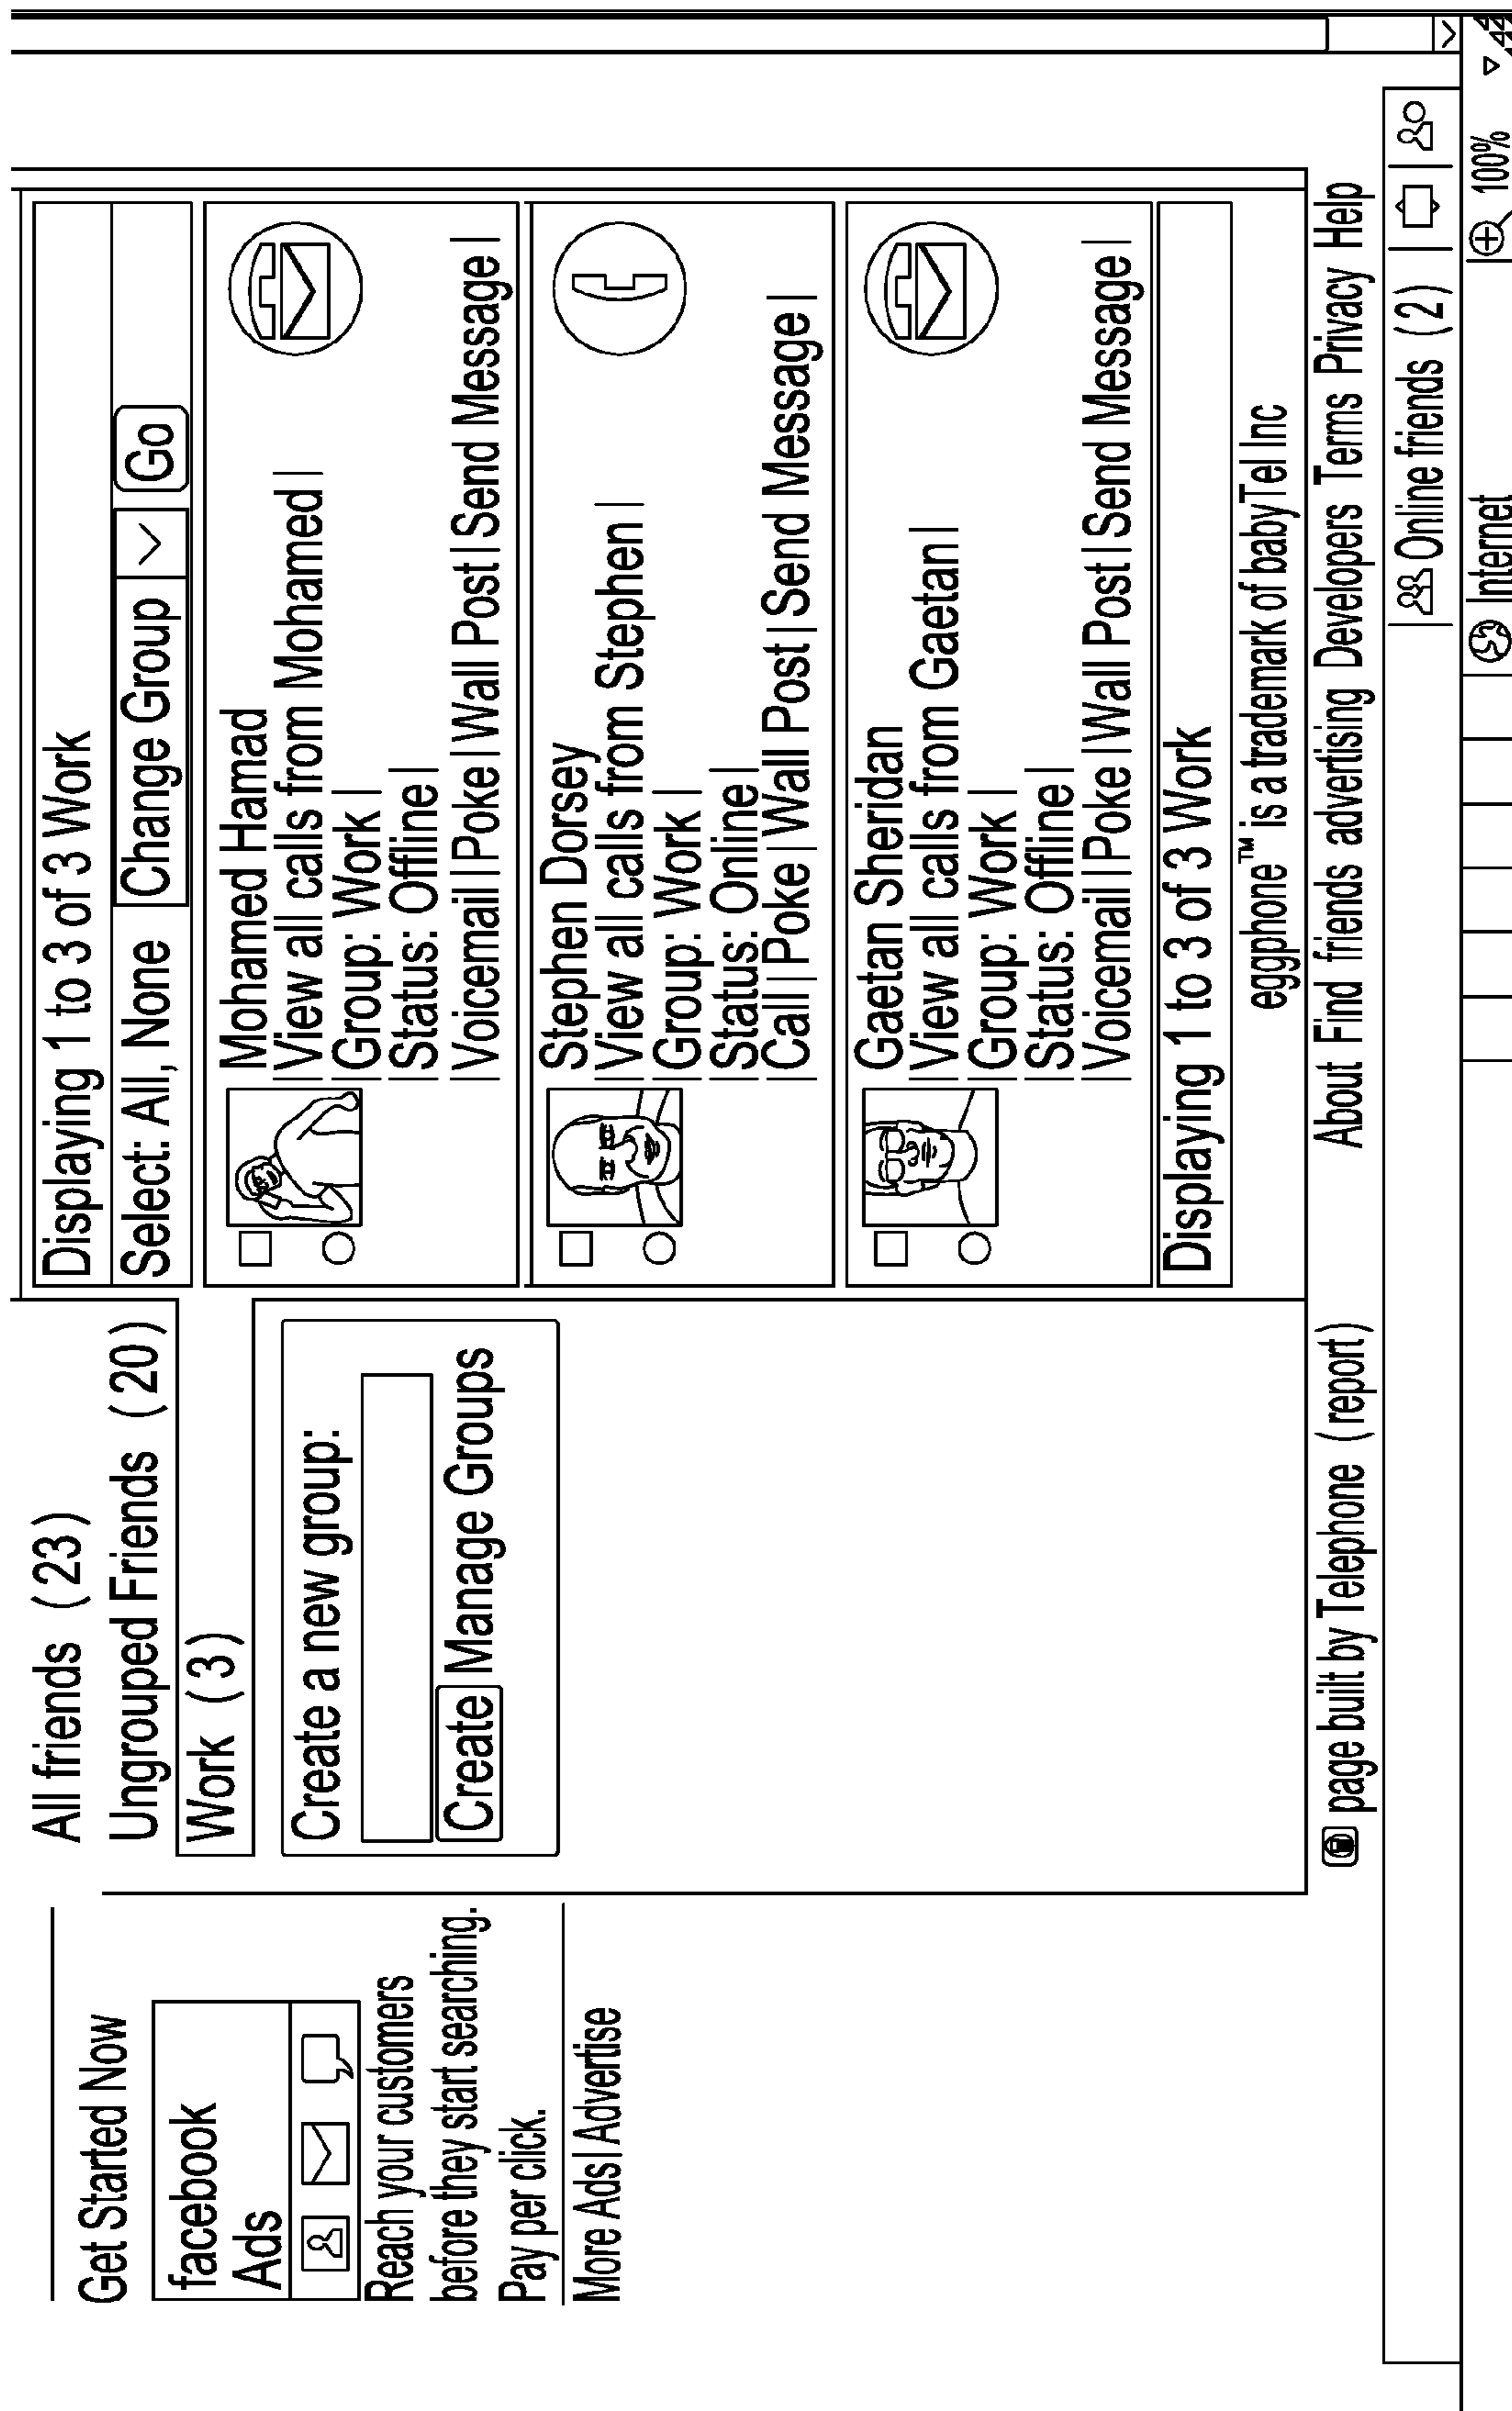 Get Started Now
facebook
Ads
Reach your customers
before they start searching.
Pay per click.
More Ads | Advertise
All friends (23)
Ungrouped Friends (20)
Work (3)
Create a new group:
Create Manage Groups
Displaying 1 to 3 of 3 Work
Select: All, None Change Group Go
Mohamed Hamad
View all calls from Mohamed |
Group: Work |
Status: Offline |
Voicemail | Poke | Wall Post | Send Message |
Stephen Dorsey
View all calls from Stephen |
Group: Work |
Status: Online |
Call | Poke | Wall Post | Send Message |
Gaetan Sheridan
View all calls from Gaetan |
Group: Work |
Status: Offline |
Voicemail | Poke | Wall Post | Send Message |
Displaying 1 to 3 of 3 Work
eggphone™ is a trademark of babyTel Inc
page built by Telephone (report) About Find friends advertising Developers Terms Privacy Help
Online friends (2)
Internet 100%